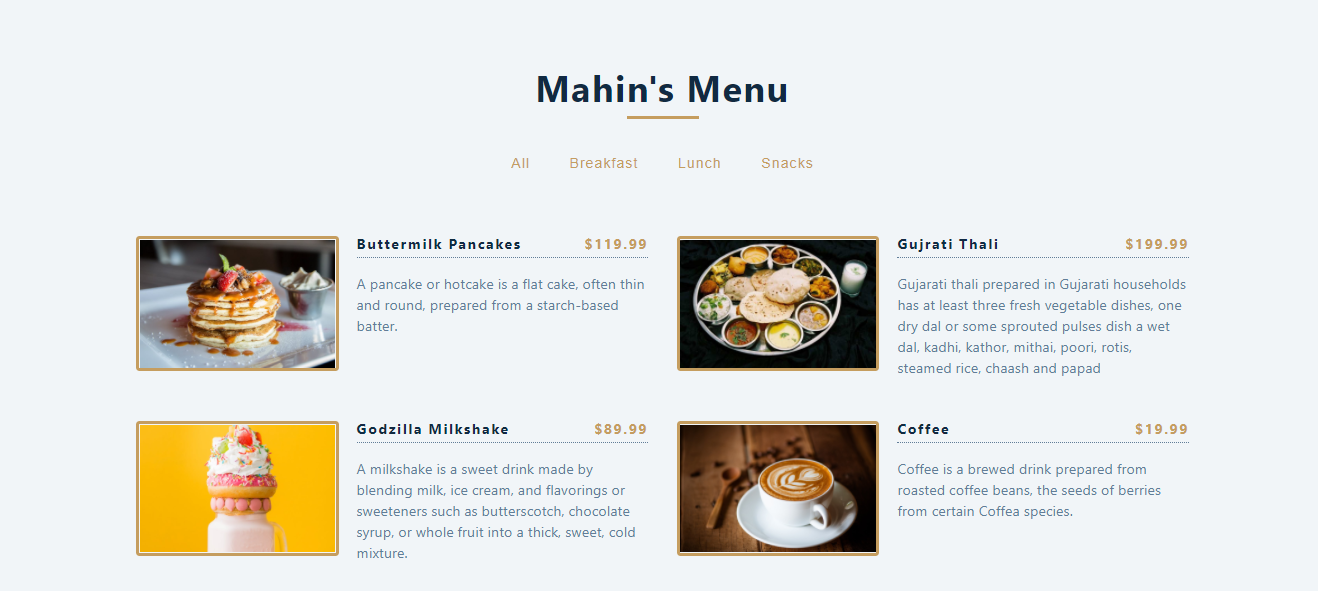 Mahin's Menu
All Breakfast Lunch Snacks
Buttermilk Pancakes $119.99
A pancake or hotcake is a flat cake, often thin
and round, prepared from a starch-based
batter.
Gujrati Thali $199.99
Gujarati thali prepared in Gujarati households
has at least three fresh vegetable dishes, one
dry dal or some sprouted pulses dish a wet
dal, kadhi, kathor, mithai, poori, rotis,
steamed rice, chaash and papad
Godzilla Milkshake $89.99
A milkshake is a sweet drink made by
blending milk, ice cream, and flavorings or
sweeteners such as butterscotch, chocolate
syrup, or whole fruit into a thick, sweet, cold
mixture.
Coffee $19.99
Coffee is a brewed drink prepared from
roasted coffee beans, the seeds of berries
from certain Coffea species.